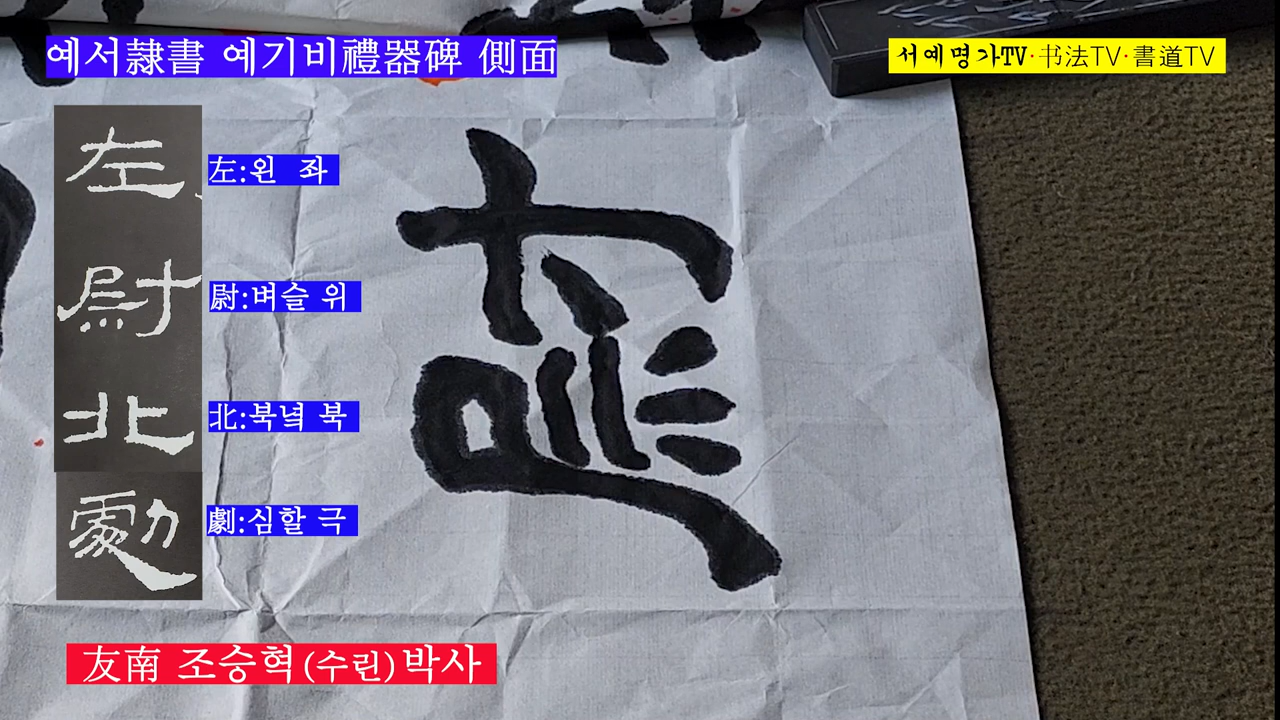 예서隷書 예기비禮器碑 側面
서예명가TV·书法TV·書道TV
左
左:왼 좌
尉
尉:벼슬 위
北
北:북녘 북
劇:심할 극
友南 조승혁(수린)박사